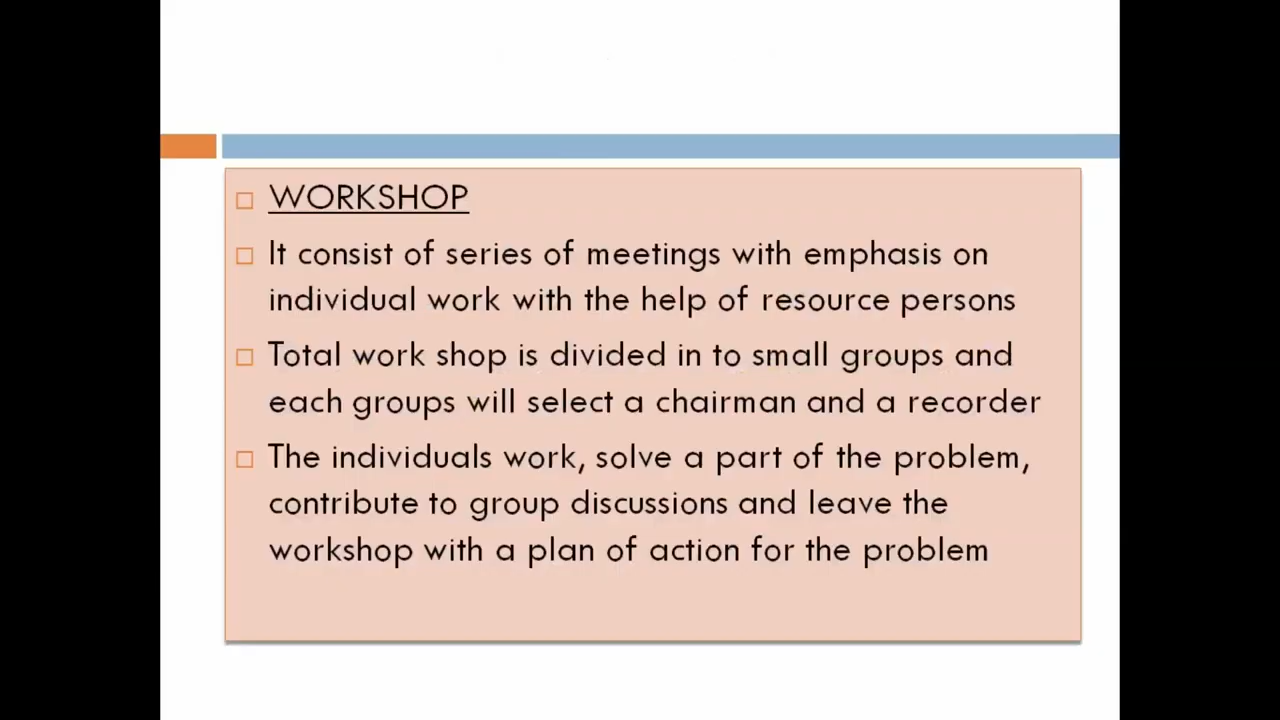 WORKSHOP
It consist of series of meetings with emphasis on
individual work with the help of resource persons
Total work shop is divided in to small groups and
each groups will select a chairman and a recorder
The individuals work, solve a part of the problem,
contribute to group discussions and leave the
workshop with a plan of action for the problem